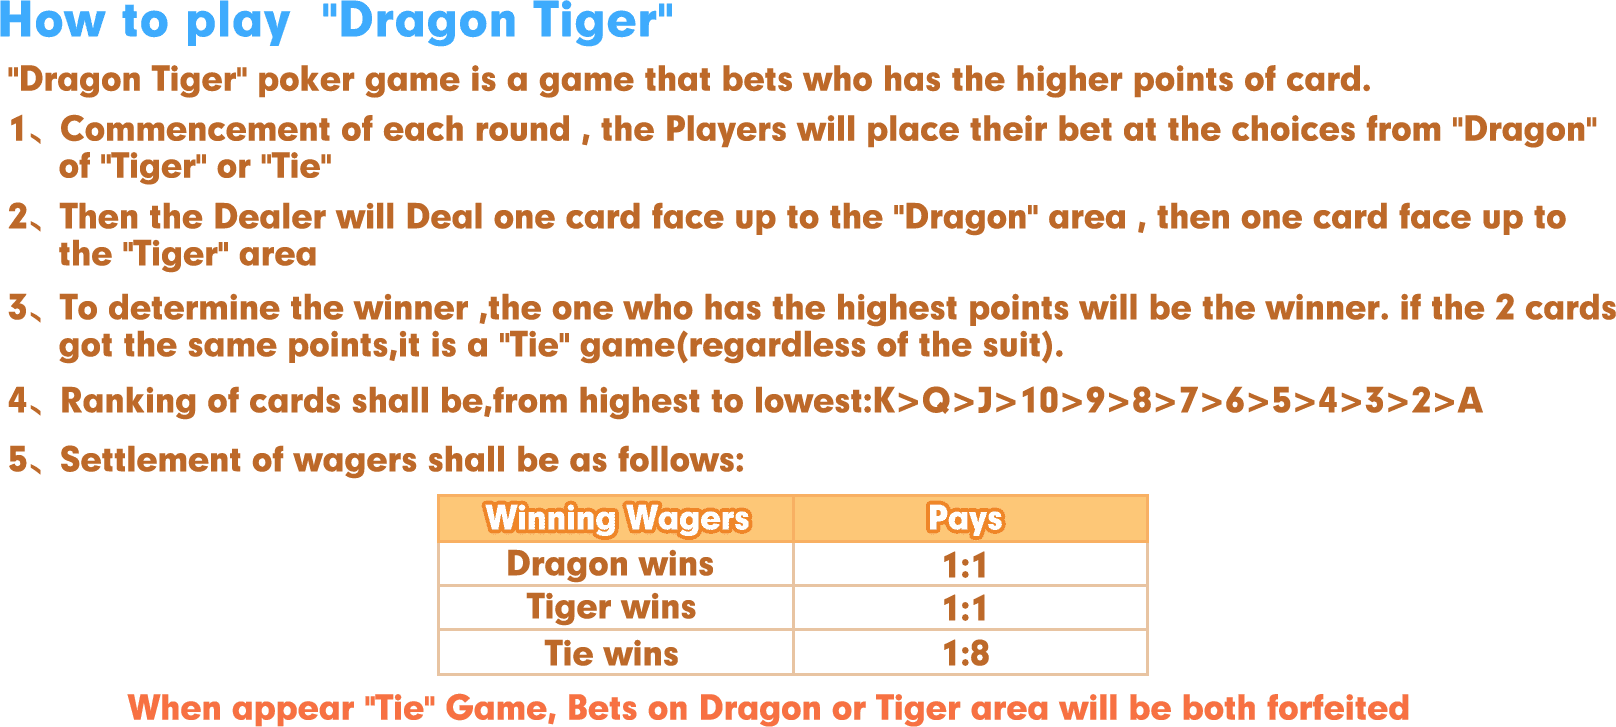 How to play "Dragon Tiger"
"Dragon Tiger" poker game is a game that bets who has the higher points of card.
1、Commencement of each round , the Players will place their bet at the choices from "Dragon"
of "Tiger" or "Tie"
2、Then the Dealer will Deal one card face up to the "Dragon" area , then one card face up to
the "Tiger" area
3、To determine the winner ,the one who has the highest points will be the winner. if the 2 cards
got the same points,it is a "Tie" game(regardless of the suit).
4、Ranking of cards shall be,from highest to lowest:K>Q>J>10>9>8>7>6>5>4>3>2>A
5、Settlement of wagers shall be as follows:
Winning Wagers Pays
Dragon wins 1:1
Tiger wins 1:1
Tie wins 1:8
When appear "Tie" Game, Bets on Dragon or Tiger area will be both forfeited